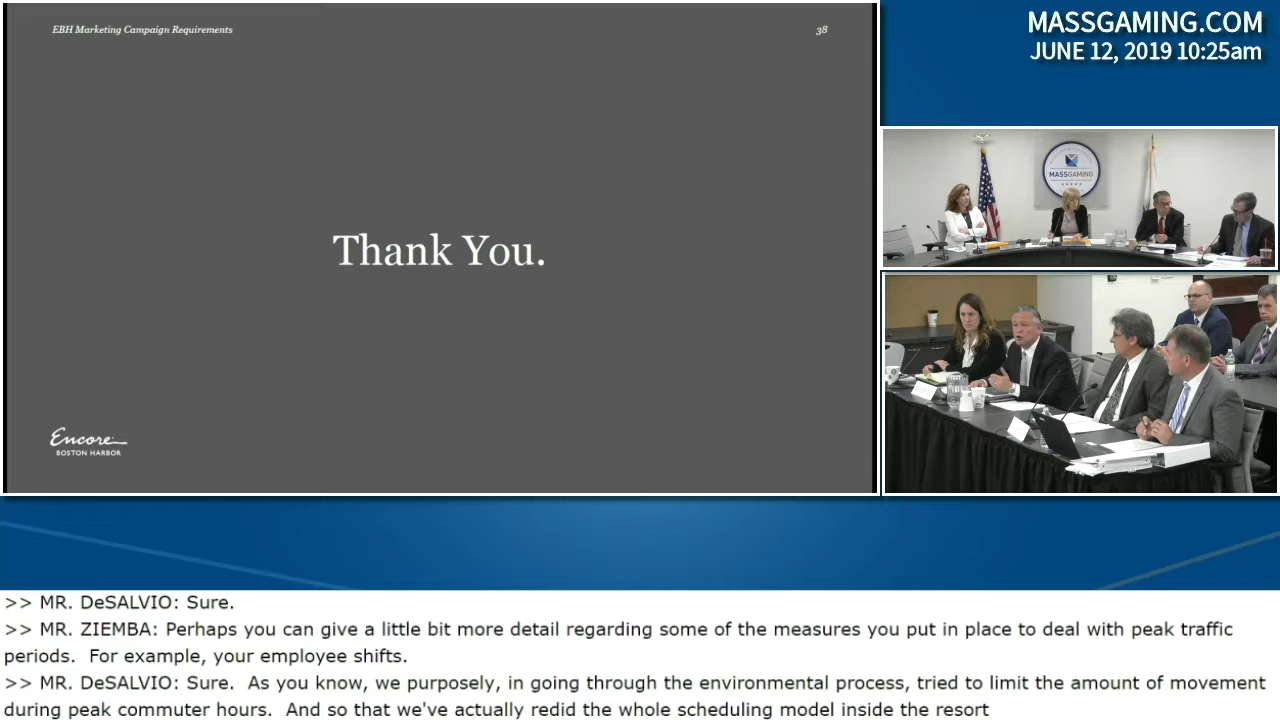 EBH Marketing Campaign Requirements
38
Thank You.
Encore
BOSTON HARBOR
MASSGAMING.COM
JUNE 12, 2019 10:25am
MASSGAMING
>> MR. DeSALVIO: Sure.
>> MR. ZIEMBA: Perhaps you can give a little bit more detail regarding some of the measures you put in place to deal with peak traffic
periods.  For example, your employee shifts.
>> MR. DeSALVIO: Sure.  As you know, we purposely, in going through the environmental process, tried to limit the amount of movement
during peak commuter hours.  And so that we've actually redid the whole scheduling model inside the resort